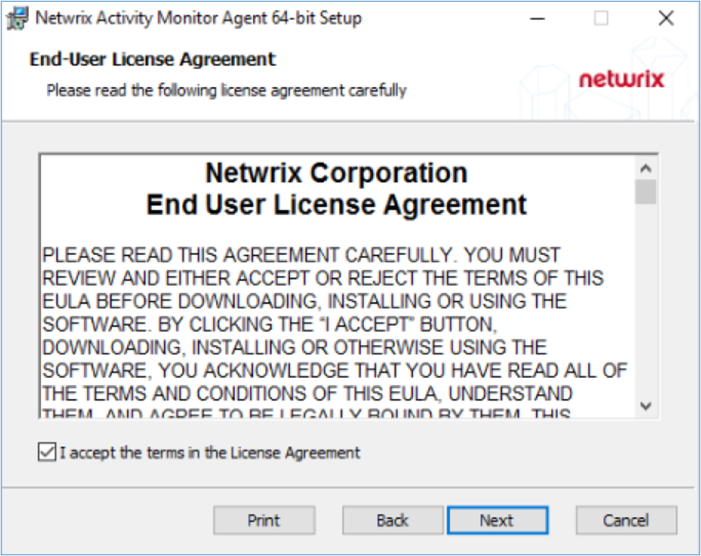 Netwrix Activity Monitor Agent 64-bit Setup
End-User License Agreement
Please read the following license agreement carefully
netwrix
Netwrix Corporation
End User License Agreement
PLEASE READ THIS AGREEMENT CAREFULLY. YOU MUST
REVIEW AND EITHER ACCEPT OR REJECT THE TERMS OF THIS
EULA BEFORE DOWNLOADING, INSTALLING OR USING THE
SOFTWARE. BY CLICKING THE “I ACCEPT” BUTTON,
DOWNLOADING, INSTALLING OR OTHERWISE USING THE
SOFTWARE, YOU ACKNOWLEDGE THAT YOU HAVE READ ALL OF
THE TERMS AND CONDITIONS OF THIS EULA, UNDERSTAND
THEM, AND AGREE TO BE LEGALLY BOUND BY THEM. THIS
I accept the terms in the License Agreement
Print
Back
Next
Cancel